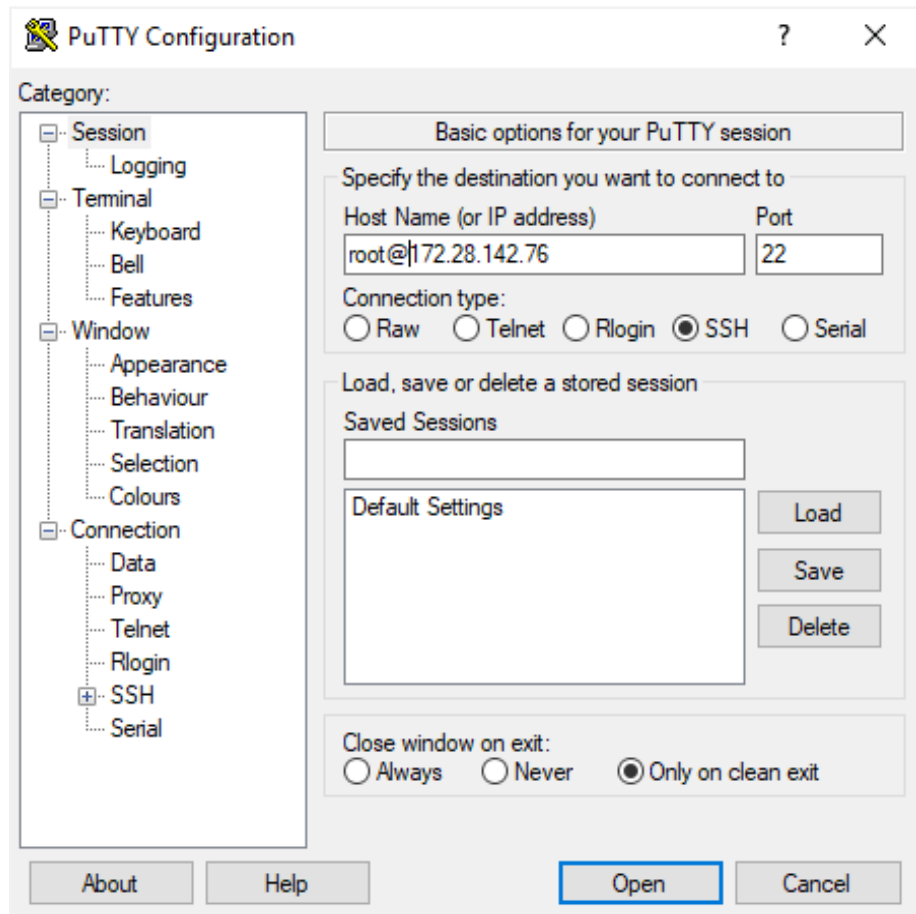 PuTTY Configuration
?
Category:
Session
Logging
Terminal
Keyboard
Bell
Features
Window
Appearance
Behaviour
Translation
Selection
Colours
Connection
Data
Proxy
Telnet
Rlogin
SSH
Serial
Basic options for your PuTTY session
Specify the destination you want to connect to
Host Name (or IP address) Port
root@172.28.142.76 22
Connection type:
Raw Telnet Rlogin SSH Serial
Load, save or delete a stored session
Saved Sessions
Default Settings
Load
Save
Delete
Close window on exit:
Always Never Only on clean exit
About Help Open Cancel